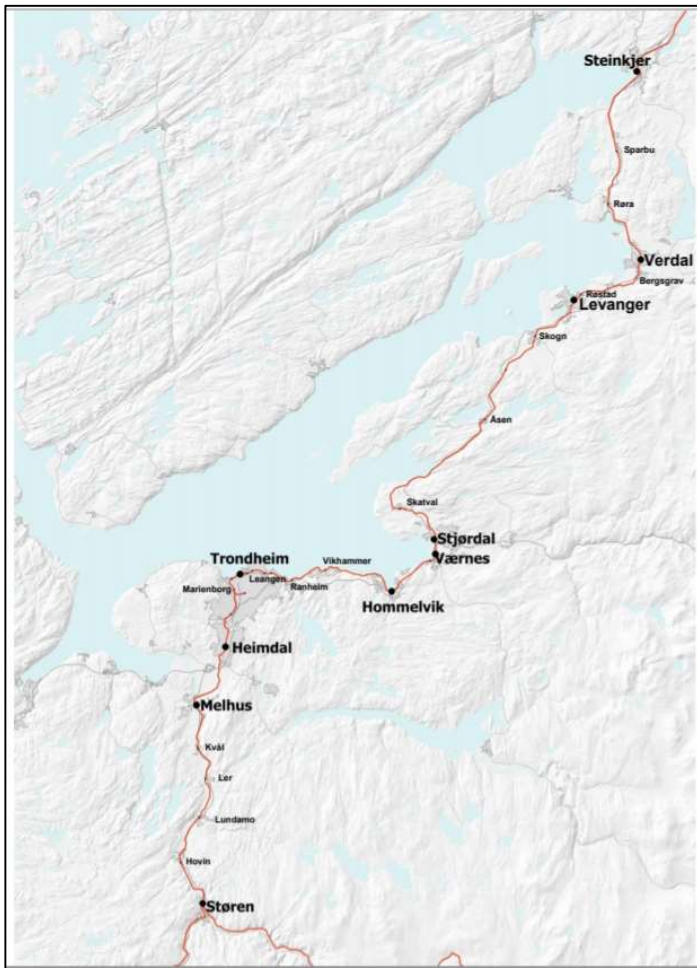 Steinkjer
Sparbu
Røra
Verdal
Bergsgrav
Røstad
Levanger
Skogn
Åsen
Skatval
Stjørdal
Værnes
Trondheim
Vikhammer
Leangen
Ranheim
Marienborg
Hommelvik
Heimdal
Melhus
Kvål
Ler
Lundamo
Hovin
Støren